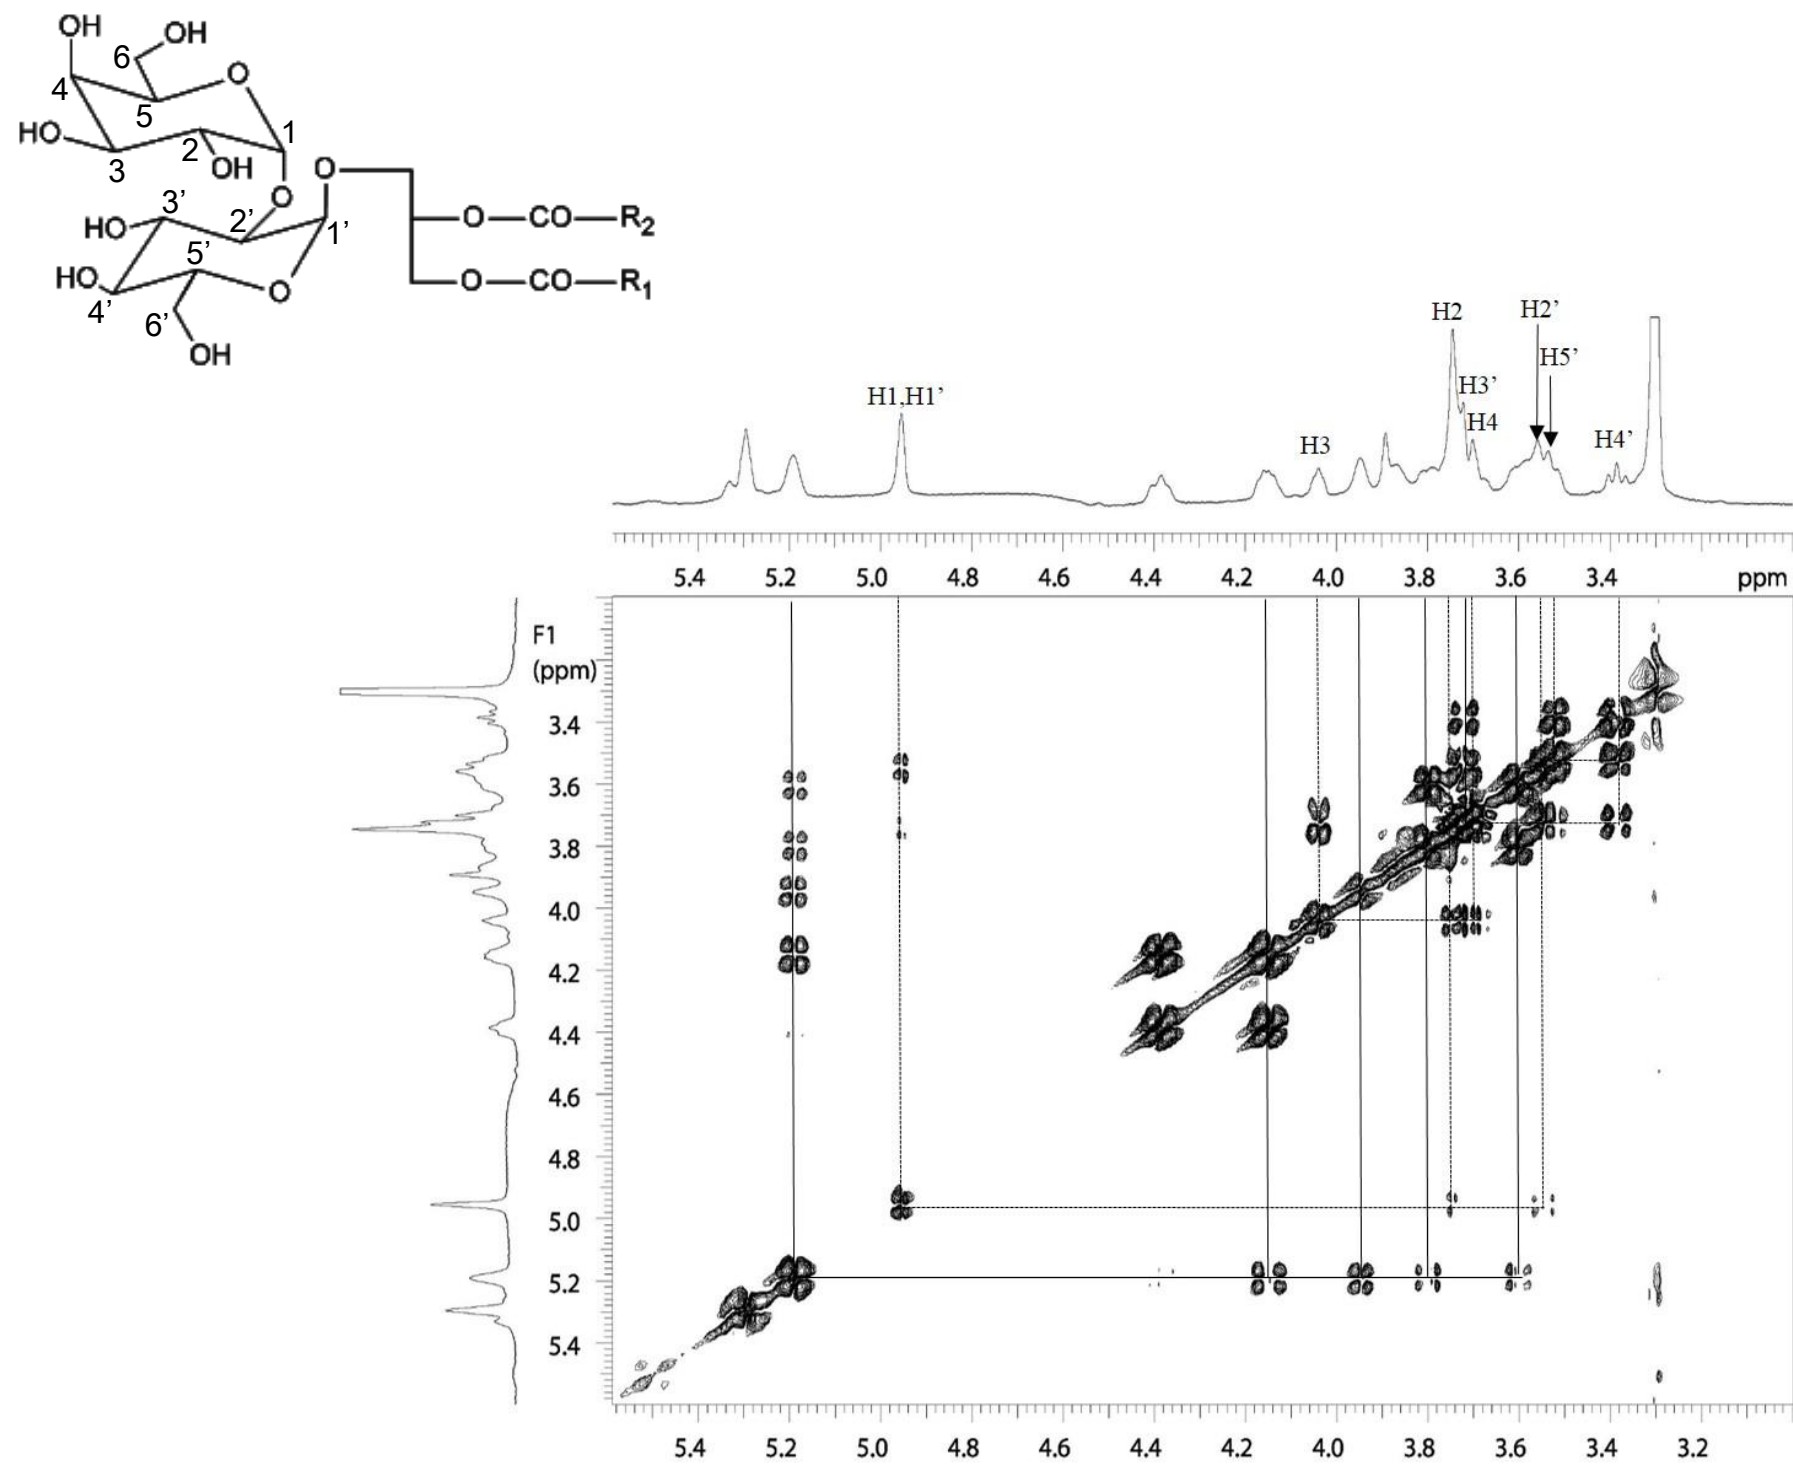 OH
6
OH
4
O
5
HO
2
1
3
OH
O
O
3'
HO
2'
1'
O—CO—R2
5'
HO
O
O—CO—R1
4'
6'
OH
H2
H2'
H5'
H1,H1'
H3'
H4
H3
H4'
5.4 5.2 5.0 4.8 4.6 4.4 4.2 4.0 3.8 3.6 3.4 ppm
F1
(ppm)
3.4
3.6
3.8
4.0
4.2
4.4
4.6
4.8
5.0
5.2
5.4
5.4 5.2 5.0 4.8 4.6 4.4 4.2 4.0 3.8 3.6 3.4 3.2